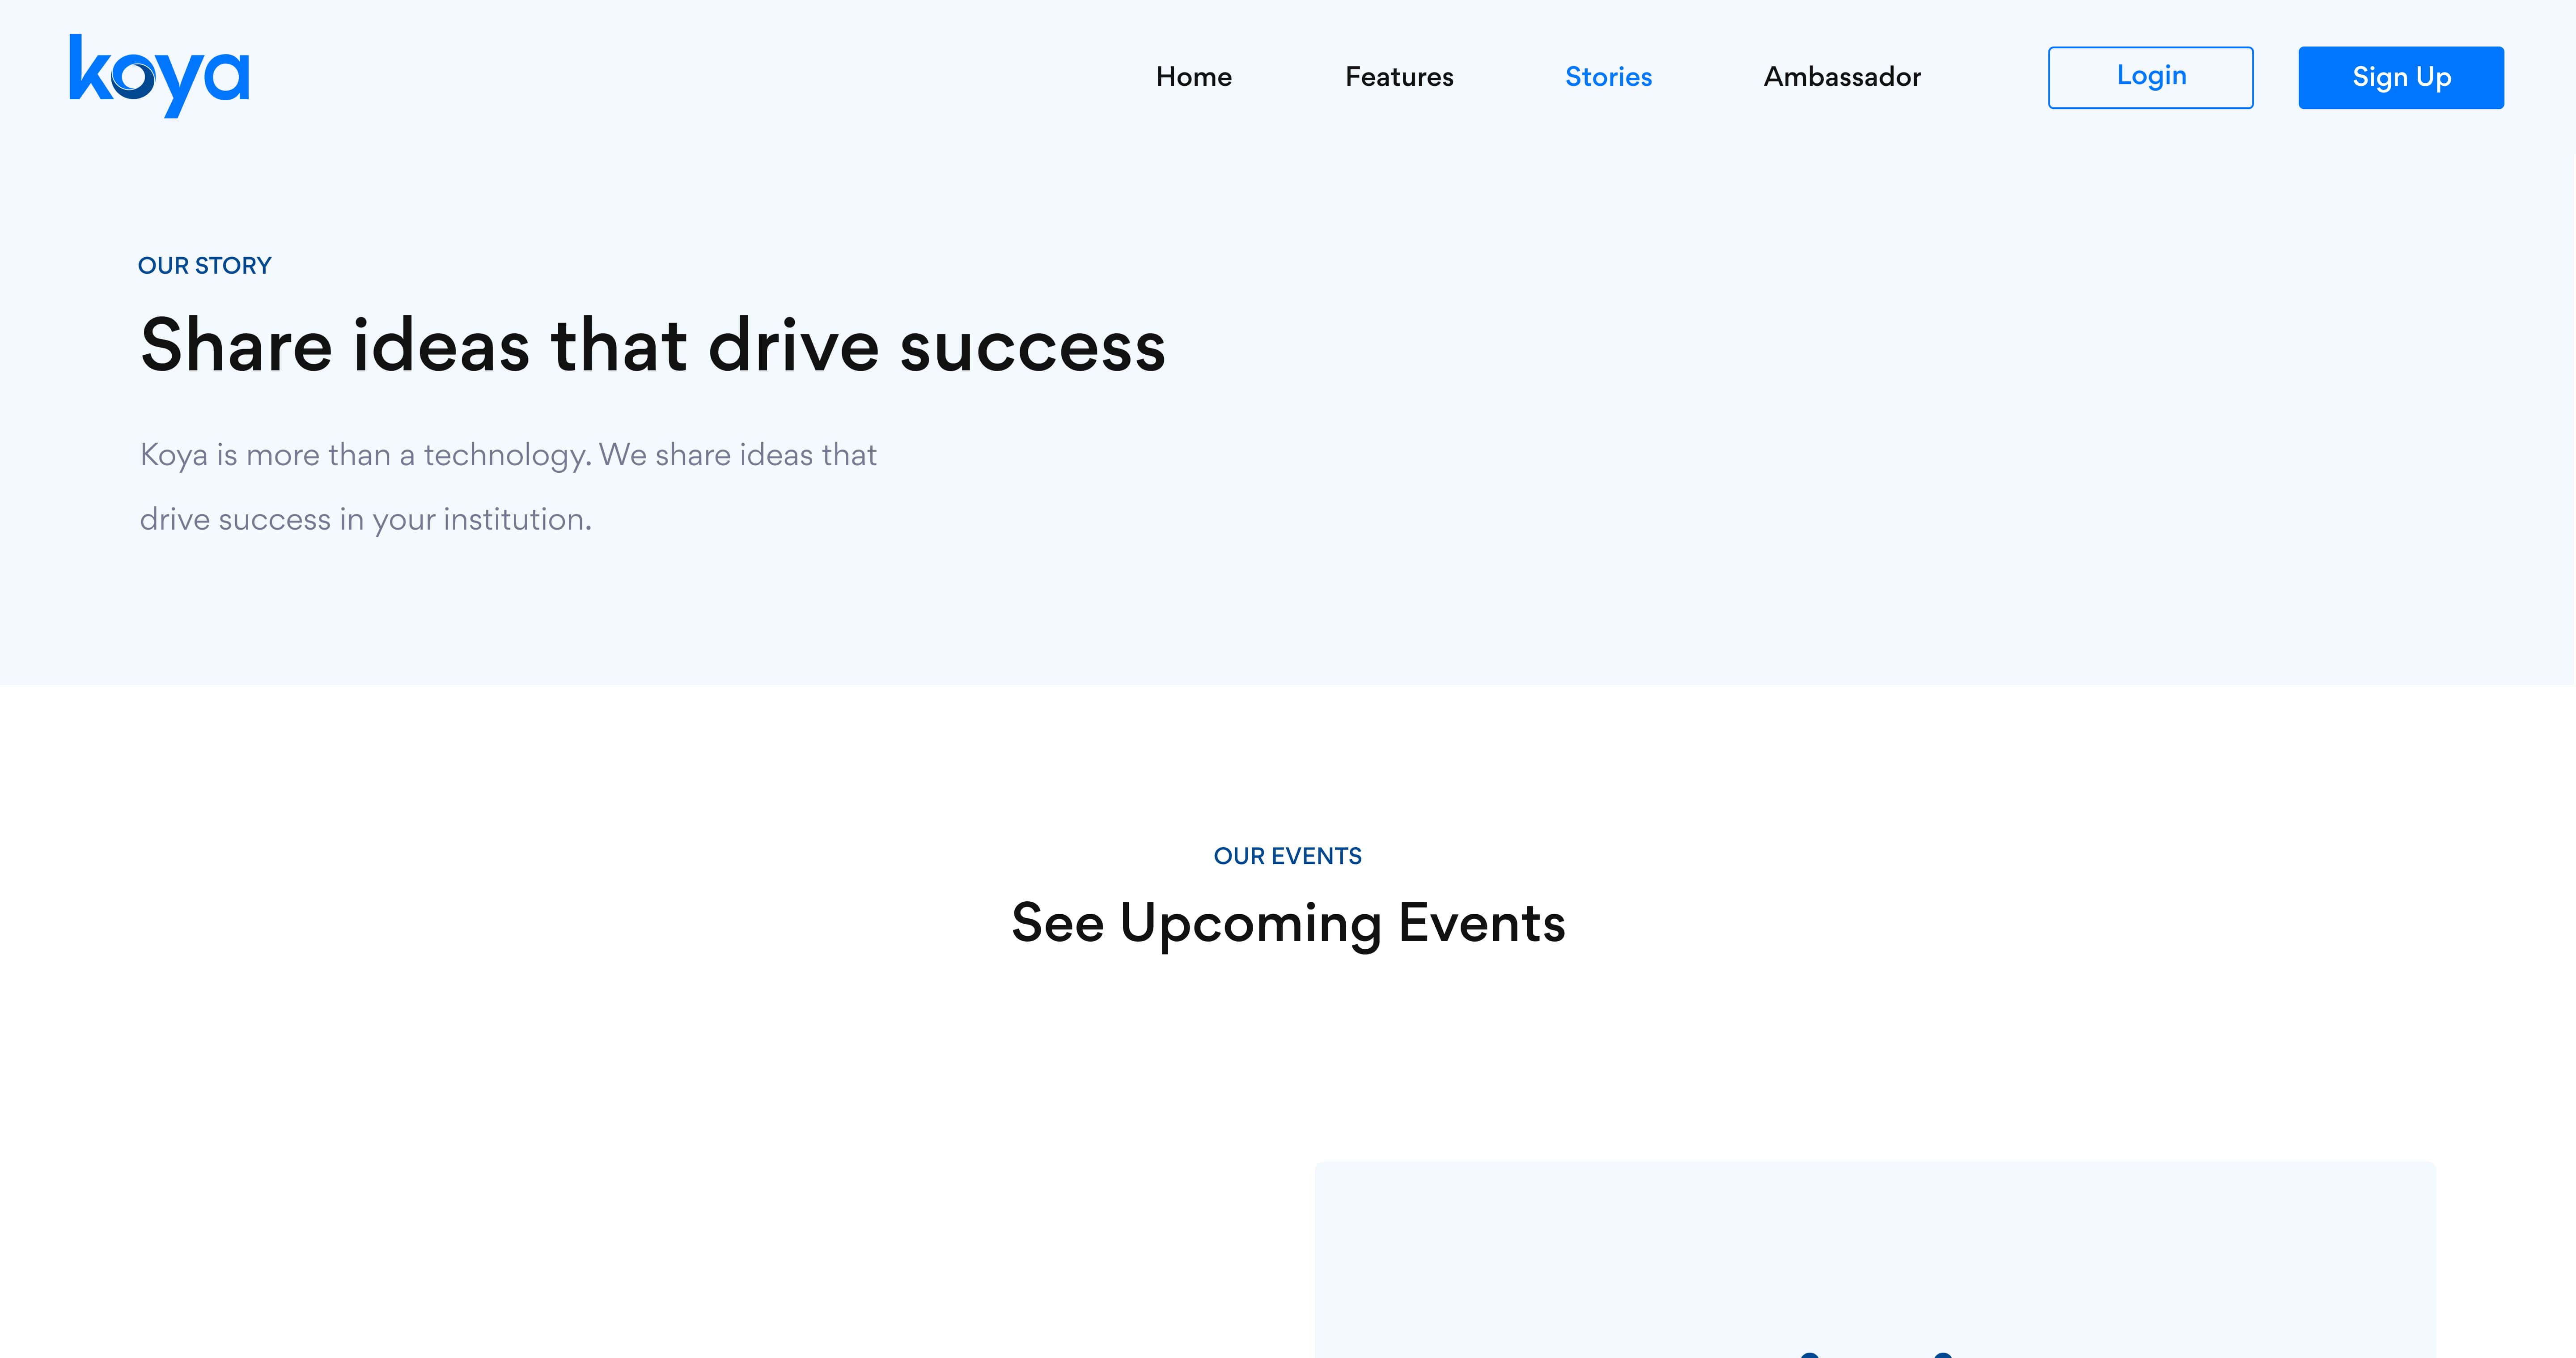 koya
Home Features Stories Ambassador Login Sign Up
OUR STORY
Share ideas that drive success
Koya is more than a technology. We share ideas that
drive success in your institution.
OUR EVENTS
See Upcoming Events